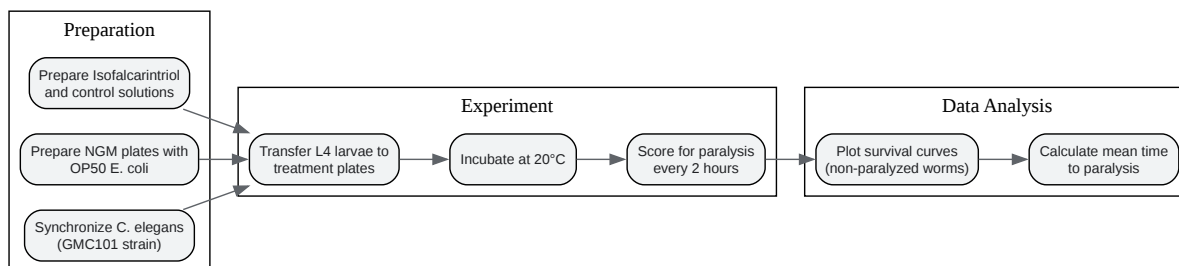 Preparation
Prepare Isofalcarintriol
and control solutions
Prepare NGM plates with
OP50 E. coli
Synchronize C. elegans
(GMC101 strain)
Experiment
Transfer L4 larvae to
treatment plates
Incubate at 20°C
Score for paralysis
every 2 hours
Data Analysis
Plot survival curves
(non-paralyzed worms)
Calculate mean time
to paralysis